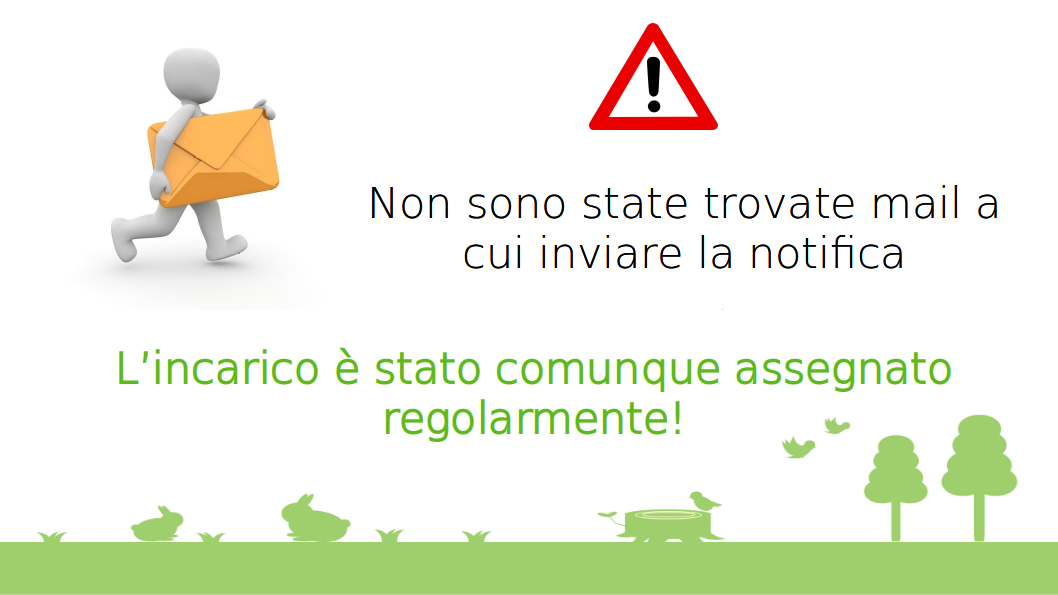 Non sono state trovate mail a
cui inviare la notifica
L'incarico è stato comunque assegnato
regolarmente!